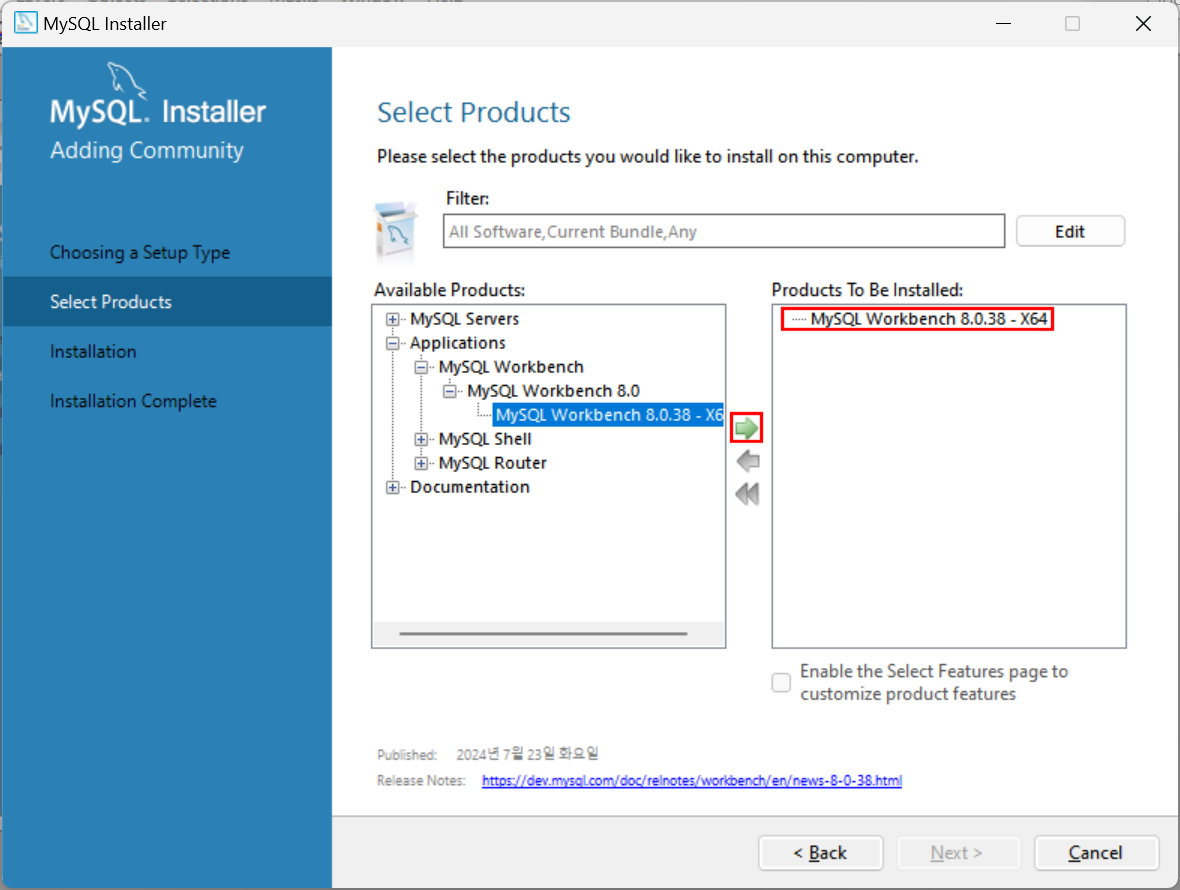 MySQL Installer
MySQL. Installer
Adding Community
Choosing a Setup Type
Select Products
Installation
Installation Complete
Select Products
Please select the products you would like to install on this computer.
Filter:
All Software,Current Bundle,Any
Edit
Available Products:
MySQL Servers
Applications
MySQL Workbench
MySQL Workbench 8.0
MySQL Workbench 8.0.38 - X6
MySQL Shell
MySQL Router
Documentation
Products To Be Installed:
MySQL Workbench 8.0.38 - X64
Enable the Select Features page to
customize product features
Published: 2024년 7월 23일 화요일
Release Notes: https://dev.mysql.com/doc/relnotes/workbench/en/news-8-0-38.html
< Back
Next >
Cancel